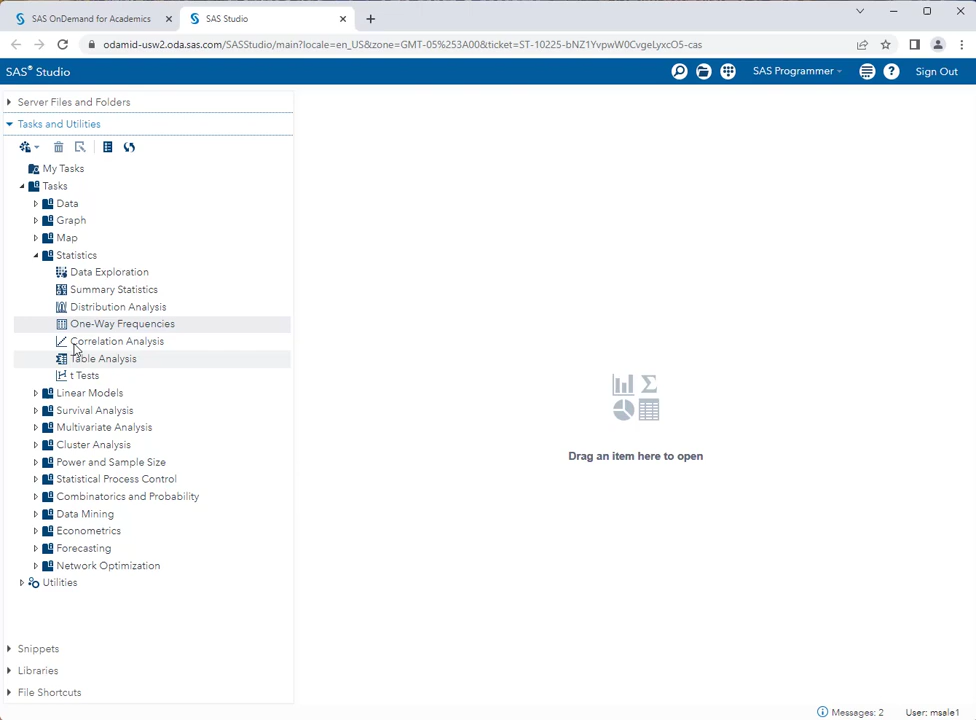 SAS OnDemand for Academics
SAS Studio
odamid-usw2.oda.sas.com/SASStudio/main?locale=en_US&zone=GMT-05%253A00&ticket=ST-10225-bNZ1YvpwW0CvgeLyxcO5-cas
SAS® Studio
SAS Programmer
Sign Out
Server Files and Folders
Tasks and Utilities
My Tasks
Tasks
Data
Graph
Map
Statistics
Data Exploration
Summary Statistics
Distribution Analysis
One-Way Frequencies
Correlation Analysis
Table Analysis
t Tests
Linear Models
Survival Analysis
Multivariate Analysis
Cluster Analysis
Power and Sample Size
Statistical Process Control
Combinatorics and Probability
Data Mining
Econometrics
Forecasting
Network Optimization
Utilities
Snippets
Libraries
File Shortcuts
Drag an item here to open
Messages: 2
User: msale1